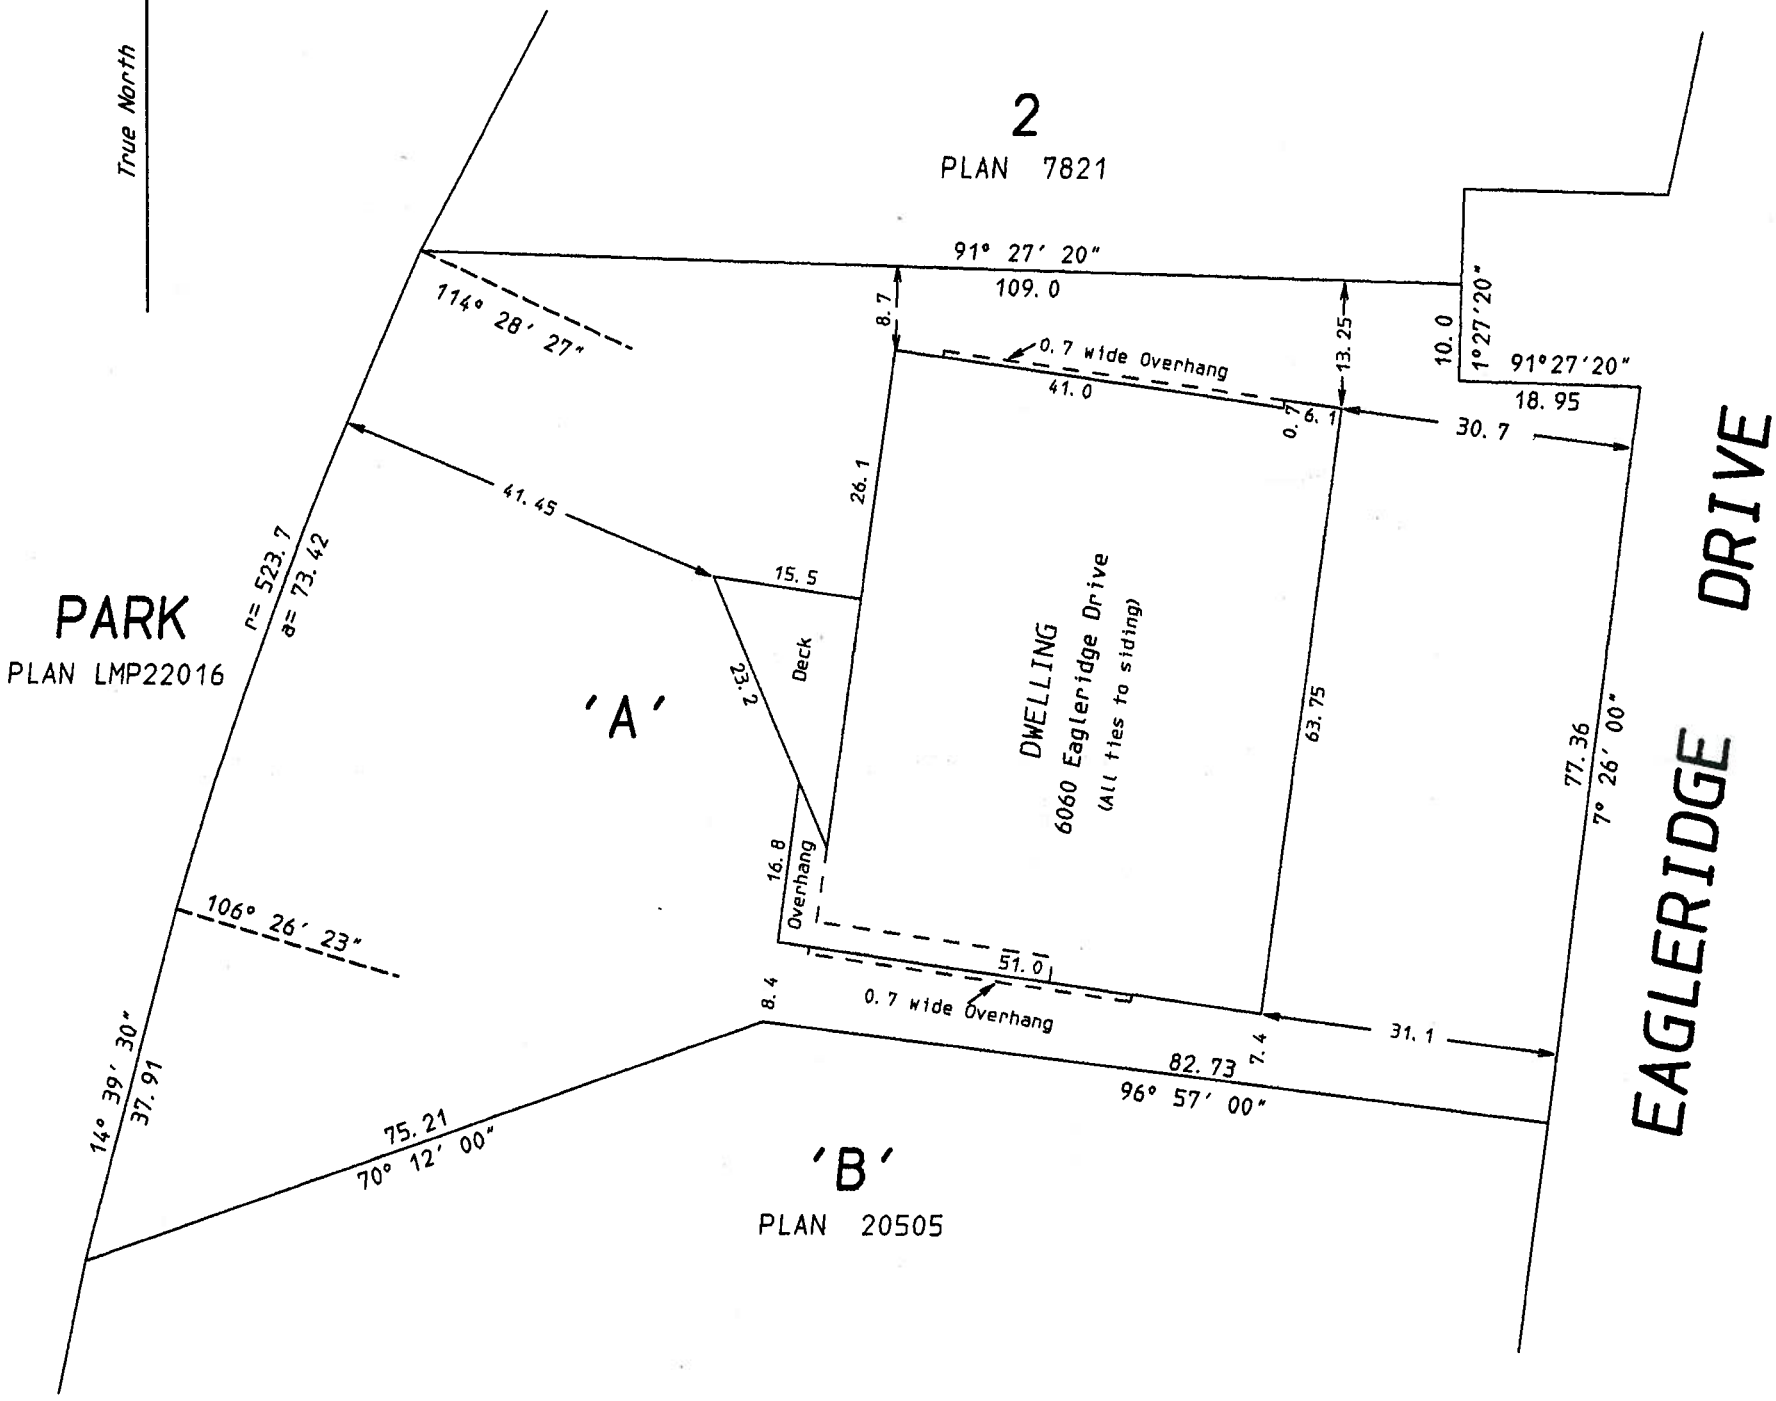 True North
2
PLAN 7821
91° 27' 20"
109.0
114° 28' 27"
8.7
13.25
10.0
1°27'20"
91°27'20"
18.95
0.7 wide Overhang
41.0
0.7
6.1
30.7
26.1
41.45
15.5
r= 523.7
a= 73.42
PARK
PLAN LMP22016
'A'
23.2
Deck
DWELLING
6060 Eagleridge Drive
(All ties to siding)
63.75
77.36
7° 26' 00"
EAGLERIDGE DRIVE
16.8
Overhang
106° 26' 23"
51.0
0.7 wide Overhang
8.4
7.4
31.1
82.73
96° 57' 00"
14° 39' 30"
37.91
75.21
70° 12' 00"
'B'
PLAN 20505